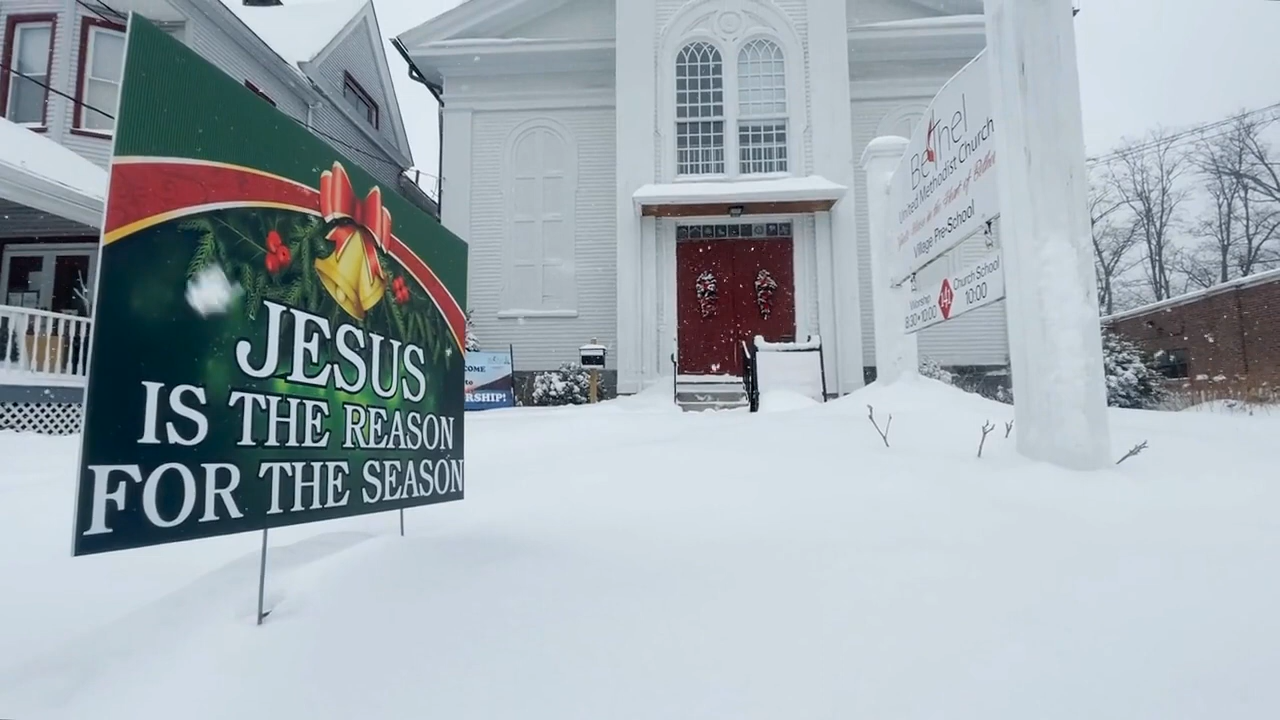 JESUS
IS THE REASON
FOR THE SEASON
Bethel
United Methodist Church
Village Pre-School
Worship
8:30 • 10:00
Church School
10:00